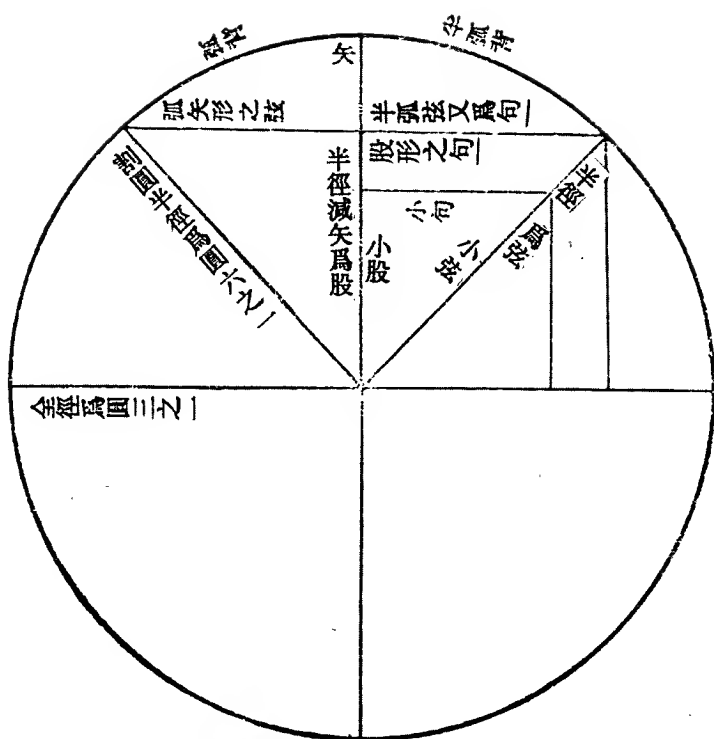 弧背
半弧背
矢
弧矢形之弦
半弧弦又爲句
股形之句
割圓半徑爲圓六之一
半徑減矢爲股
小股
小句
小弦
半徑爲弦
全徑爲圓三之一